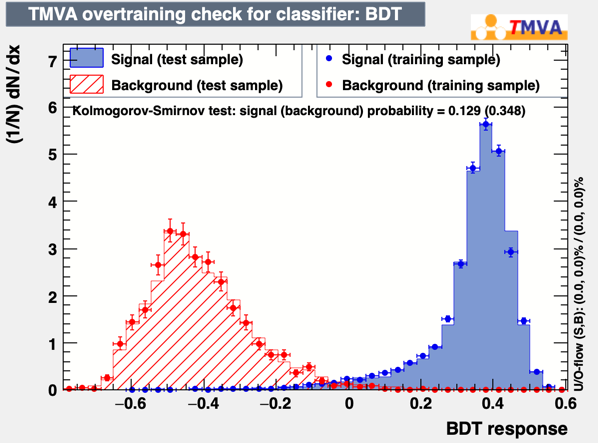 TMVA overtraining check for classifier: BDT
TMVA
(1/N) dN/dx
Signal (test sample)
Background (test sample)
Signal (training sample)
Background (training sample)
Kolmogorov-Smirnov test: signal (background) probability = 0.129 (0.348)
7
6
5
4
3
2
1
0
−0.6 −0.4 −0.2 0 0.2 0.4 0.6
BDT response
U/O-flow (S,B): (0.0, 0.0)% / (0.0, 0.0)%